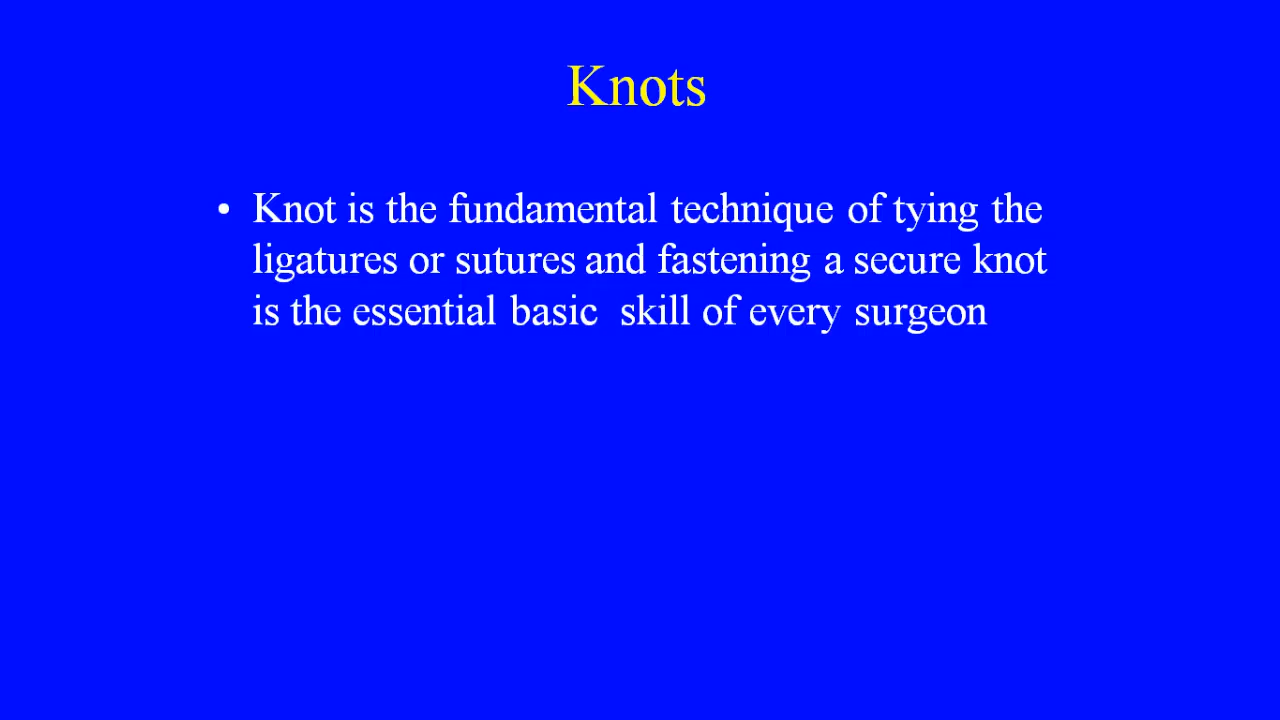 Knots
• Knot is the fundamental technique of tying the
ligatures or sutures and fastening a secure knot
is the essential basic  skill of every surgeon